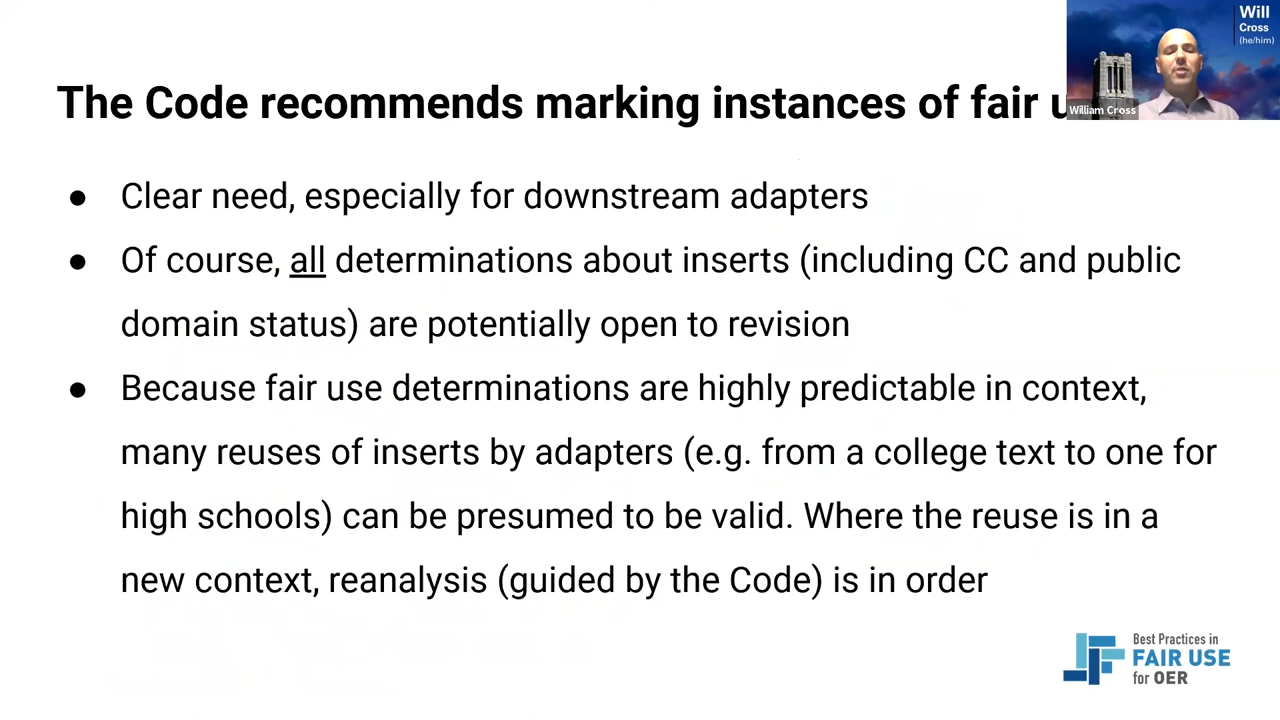 The Code recommends marking instances of fair u
Will
Cross
(he/him)
William Cross
● Clear need, especially for downstream adapters
● Of course, all determinations about inserts (including CC and public
domain status) are potentially open to revision
● Because fair use determinations are highly predictable in context,
many reuses of inserts by adapters (e.g. from a college text to one for
high schools) can be presumed to be valid. Where the reuse is in a
new context, reanalysis (guided by the Code) is in order
Best Practices in
FAIR USE
for OER